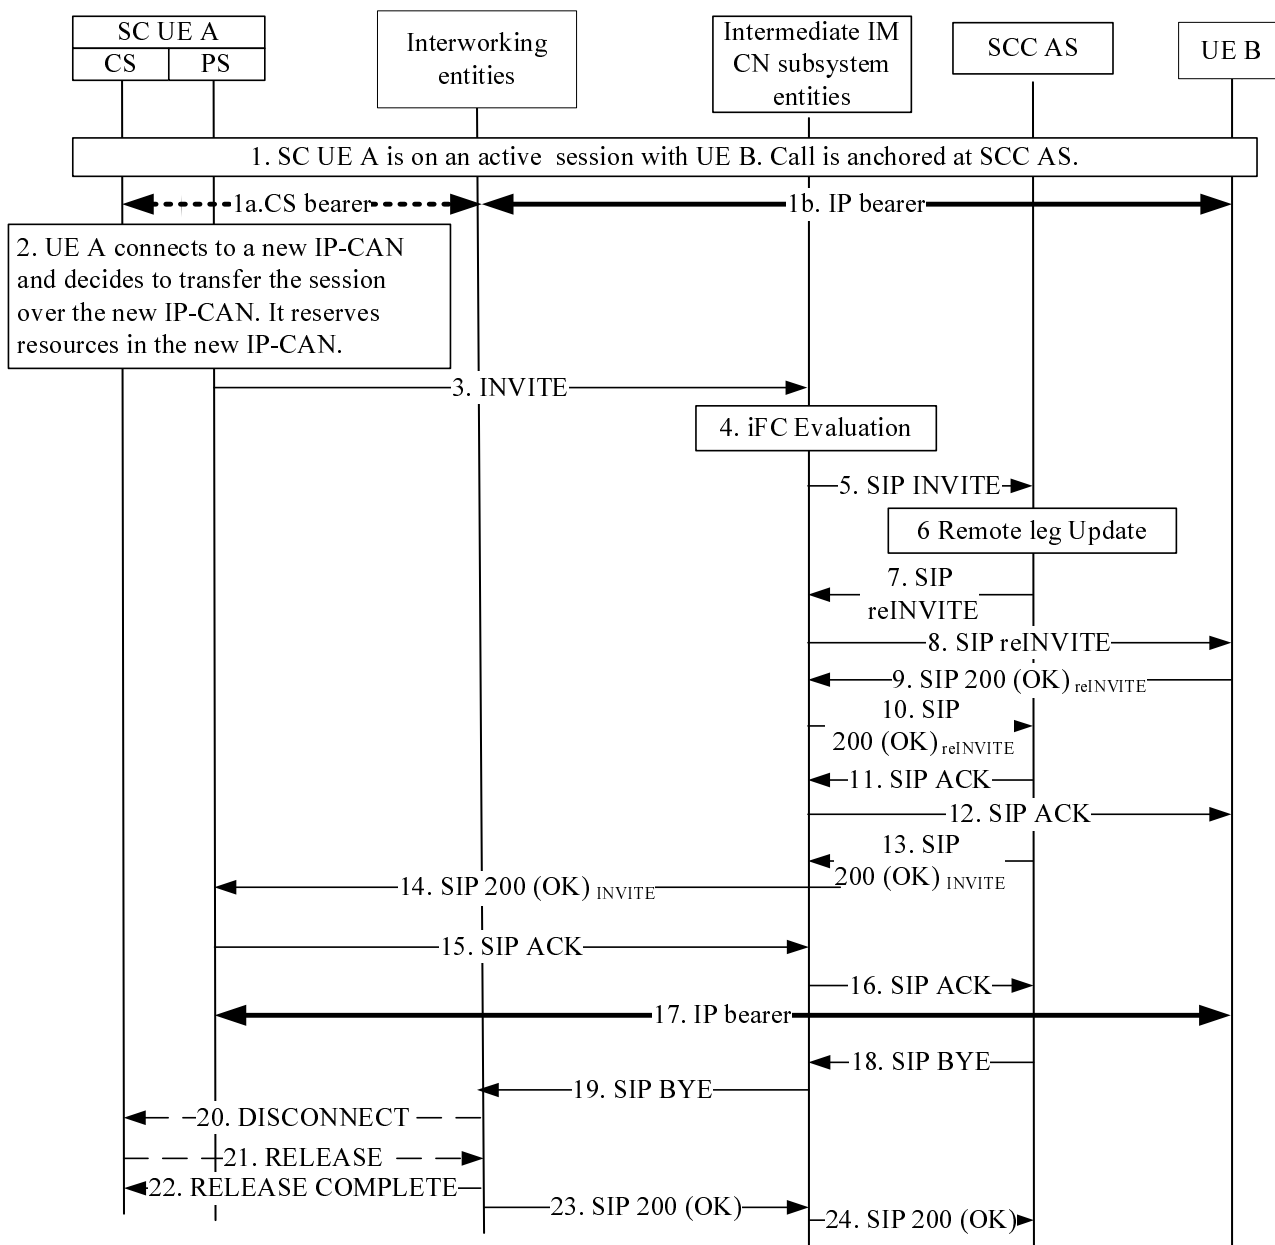 SC UE A
CS
PS
Interworking
entities
Intermediate IM
CN subsystem
entities
SCC AS
UE B
1. SC UE A is on an active  session with UE B. Call is anchored at SCC AS.
1a.CS bearer
1b. IP bearer
2. UE A connects to a new IP-CAN
and decides to transfer the session
over the new IP-CAN. It reserves
resources in the new IP-CAN.
3. INVITE
4. iFC Evaluation
5. SIP INVITE
6 Remote leg Update
7. SIP
reINVITE
8. SIP reINVITE
9. SIP 200 (OK) reINVITE
10. SIP
200 (OK) reINVITE
11. SIP ACK
12. SIP ACK
13. SIP
200 (OK) INVITE
14. SIP 200 (OK) INVITE
15. SIP ACK
16. SIP ACK
17. IP bearer
18. SIP BYE
19. SIP BYE
20. DISCONNECT
21. RELEASE
22. RELEASE COMPLETE
23. SIP 200 (OK)
24. SIP 200 (OK)